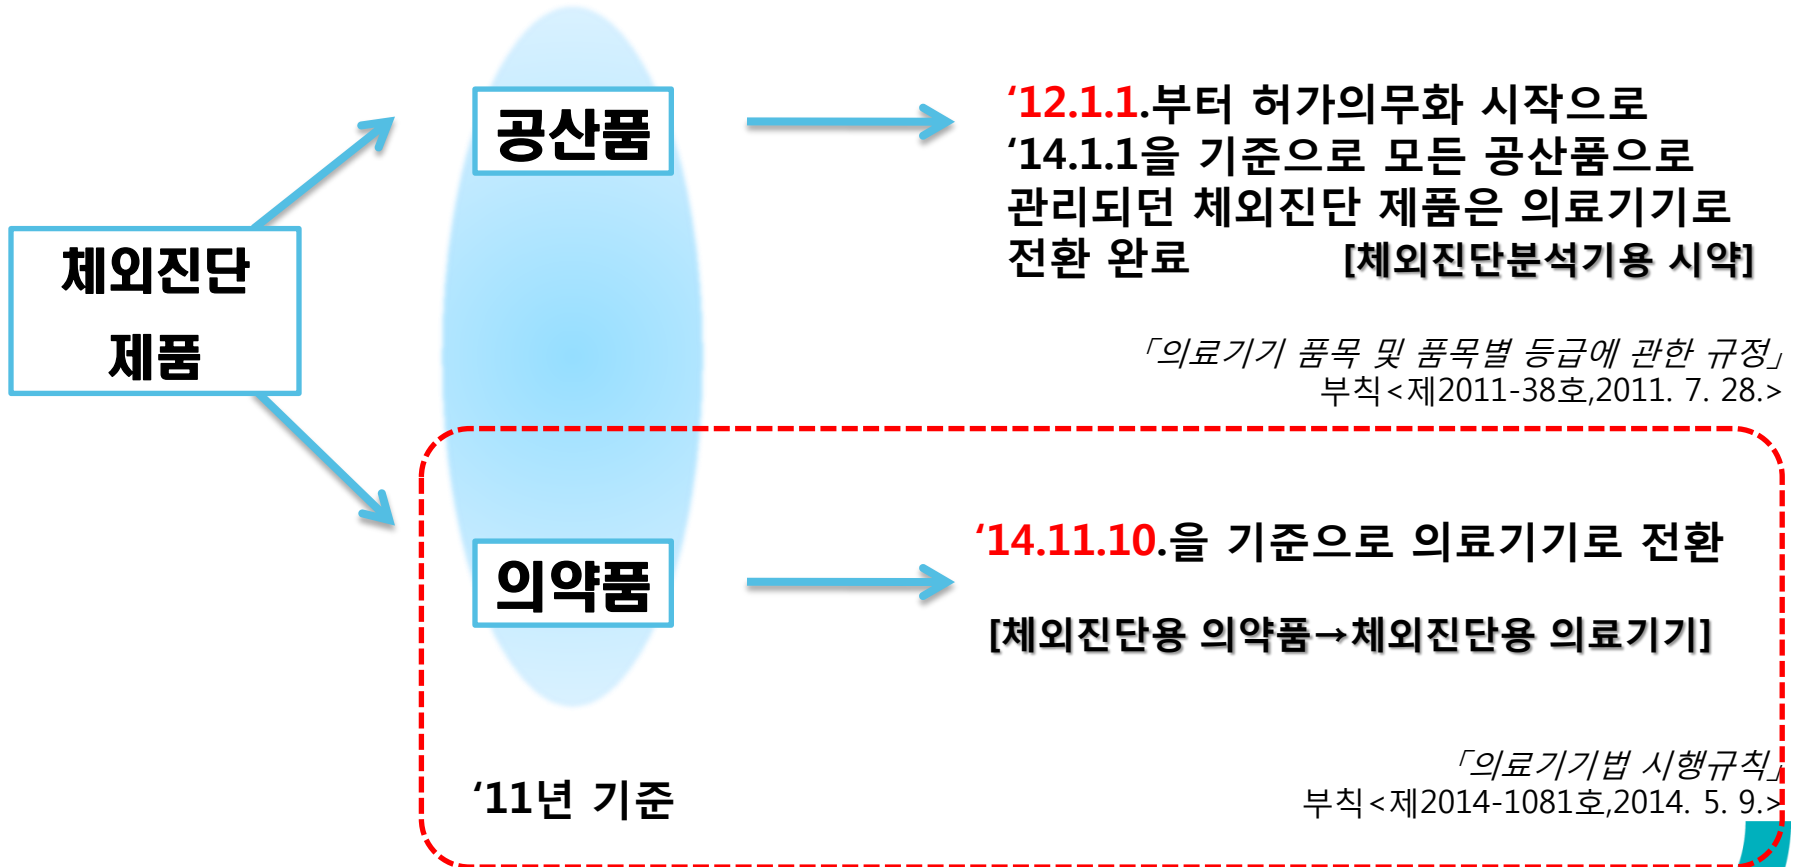 체외진단
제품
공산품
‘12.1.1.부터 허가의무화 시작으로
‘14.1.1을 기준으로 모든 공산품으로
관리되던 체외진단 제품은 의료기기로
전환 완료 [체외진단분석기용 시약]
「의료기기 품목 및 품목별 등급에 관한 규정」
부칙<제2011-38호,2011. 7. 28.>
의약품
‘14.11.10.을 기준으로 의료기기로 전환
[체외진단용 의약품→체외진단용 의료기기]
‘11년 기준
「의료기기법 시행규칙」
부칙<제2014-1081호,2014. 5. 9.>